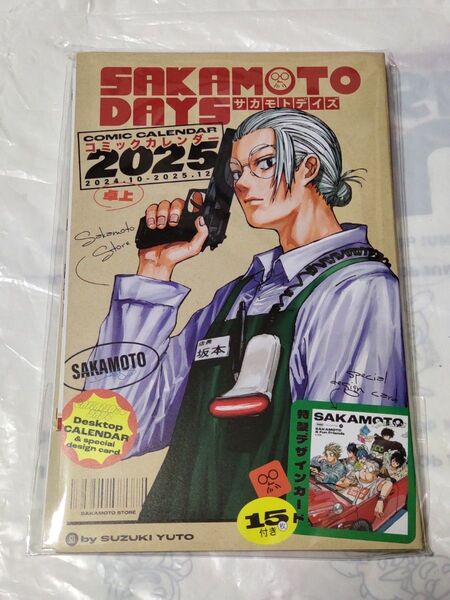 SAKAMOTO
DAYS
サカモトデイズ
COMIC CALENDAR
コミックカレンダー
2025
2024.10-2025.12
卓上
Sakamoto
Store
店長
坂本
SAKAMOTO
Desktop
CALENDAR
& special
design card
special
design card
特製デザインカード
SAKAMOTO
15枚
付き
SAKAMOTO STORE
by SUZUKI YUTO